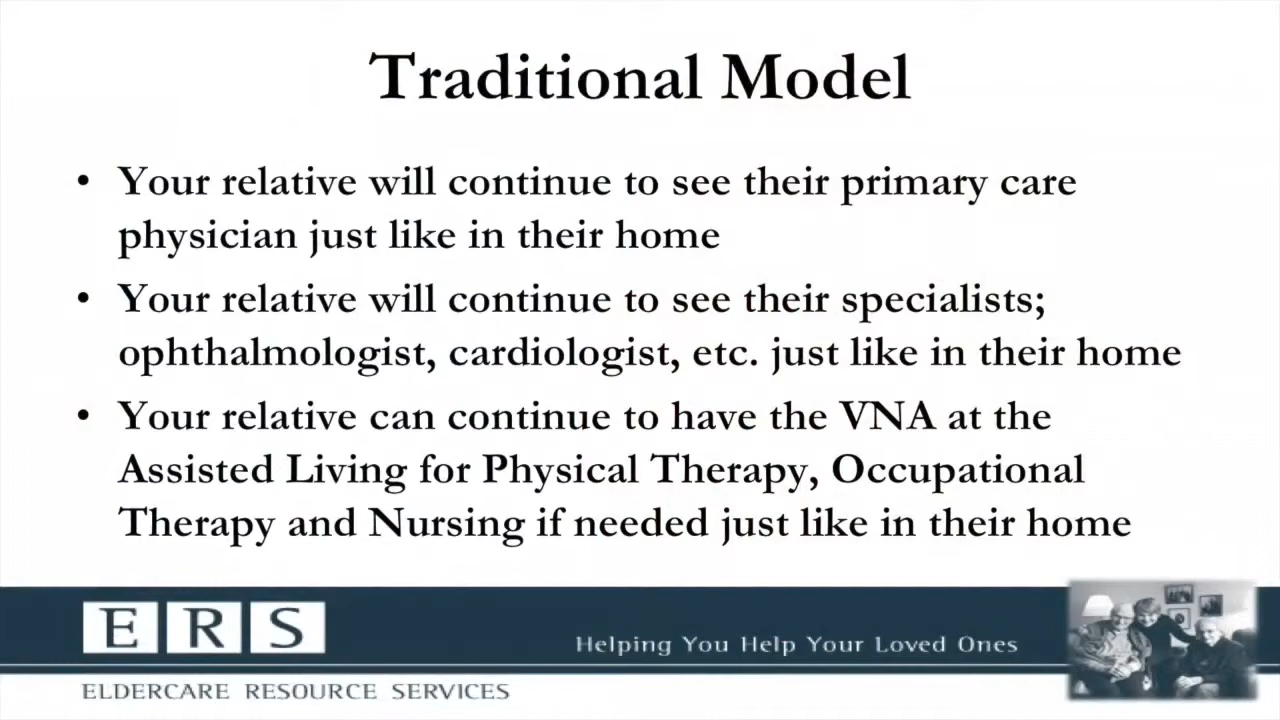 Traditional Model
• Your relative will continue to see their primary care
physician just like in their home
• Your relative will continue to see their specialists;
ophthalmologist, cardiologist, etc. just like in their home
• Your relative can continue to have the VNA at the
Assisted Living for Physical Therapy, Occupational
Therapy and Nursing if needed just like in their home
ERS
Helping You Help Your Loved Ones
ELDERCARE RESOURCE SERVICES